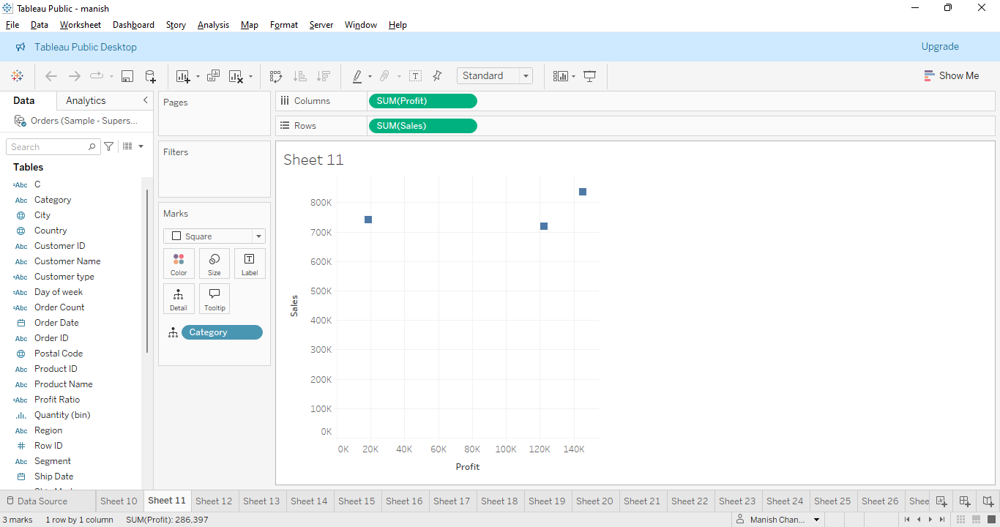 Tableau Public - manish
File Data Worksheet Dashboard Story Analysis Map Format Server Window Help
Tableau Public Desktop Upgrade
Standard Show Me
Data Analytics
Orders (Sample - Supers...
Search
Tables
=Abc C
Abc Category
City
Country
Abc Customer ID
Abc Customer Name
=Abc Customer type
=Abc Day of week
=Abc Order Count
Order Date
Abc Order ID
Postal Code
Abc Product ID
Abc Product Name
=Abc Profit Ratio
Quantity (bin)
Abc Region
# Row ID
Abc Segment
Ship Date
Pages
Filters
Marks
Square
Color Size Label
Detail Tooltip
Category
Columns SUM(Profit)
Rows SUM(Sales)
Sheet 11
800K
700K
600K
500K
400K
300K
200K
100K
0K
Sales
0K 20K 40K 60K 80K 100K 120K 140K
Profit
Data Source Sheet 10 Sheet 11 Sheet 12 Sheet 13 Sheet 14 Sheet 15 Sheet 16 Sheet 17 Sheet 18 Sheet 19 Sheet 20 Sheet 21 Sheet 22 Sheet 23 Sheet 24 Sheet 25 Sheet 26 Shee
3 marks 1 row by 1 column SUM(Profit): 286,397 Manish Chan...